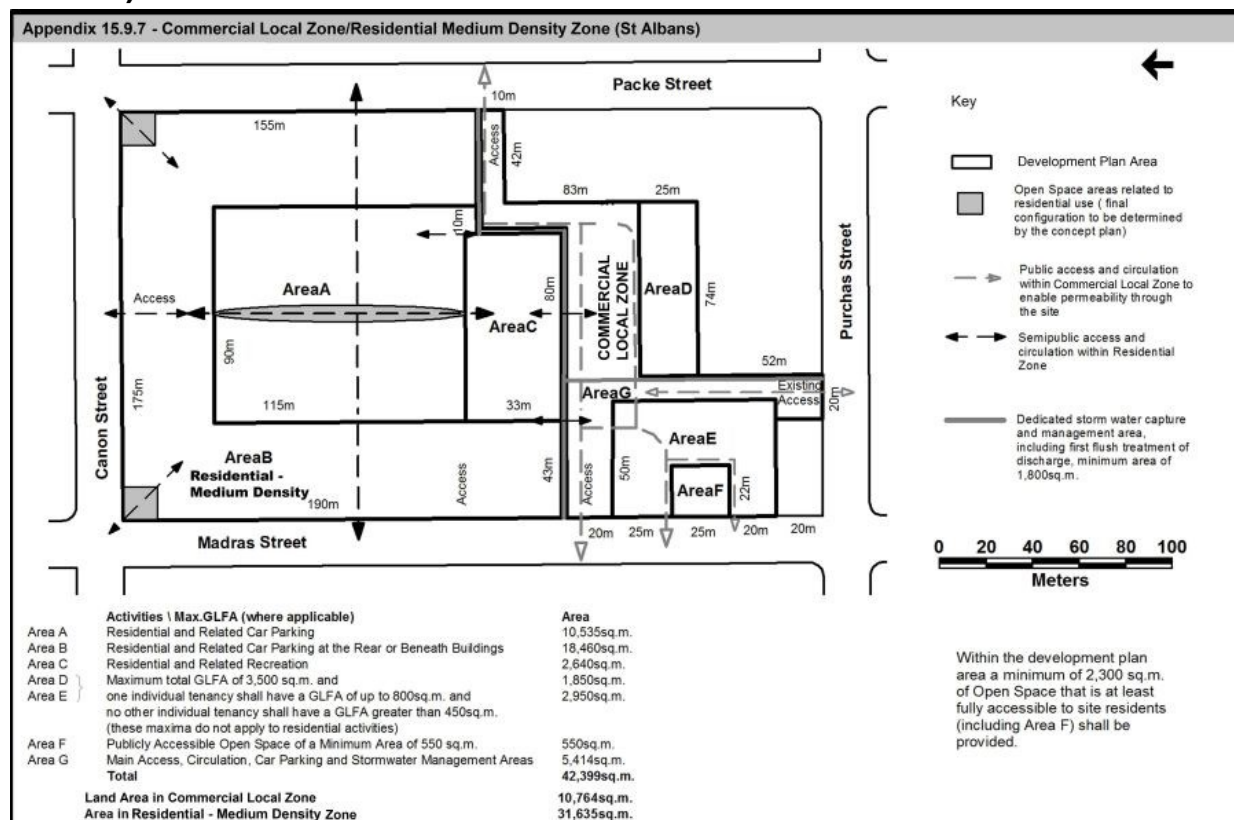 Appendix 15.9.7 - Commercial Local Zone/Residential Medium Density Zone (St Albans)
Packe Street
10m
155m
Access
42m
83m
25m
10m
AreaA
Access
80m
COMMERCIAL
LOCAL ZONE
AreaD
74m
AreaC
90m
175m
Canon Street
Purchas Street
115m
33m
52m
AreaG
Existing
Access
20m
AreaB
Residential -
Medium Density
Access
43m
Access
50m
AreaE
AreaF
22m
190m
20m
25m
25m
20m
20m
Madras Street
Key
Development Plan Area
Open Space areas related to
residential use ( final
configuration to be determined
by the concept plan)
Public access and circulation
within Commercial Local Zone to
enable permeability through
the site
Semipublic access and
circulation within Residential
Zone
Dedicated storm water capture
and management area,
including first flush treatment of
discharge, minimum area of
1,800sq.m.
0 20 40 60 80 100
Meters
Activities \ Max.GLFA (where applicable) Area
Area A Residential and Related Car Parking 10,535sq.m.
Area B Residential and Related Car Parking at the Rear or Beneath Buildings 18,460sq.m.
Area C Residential and Related Recreation 2,640sq.m.
Area D Maximum total GLFA of 3,500 sq.m. and 1,850sq.m.
Area E one individual tenancy shall have a GLFA of up to 800sq.m. and 2,950sq.m.
no other individual tenancy shall have a GLFA greater than 450sq.m.
(these maxima do not apply to residential activities)
Area F Publicly Accessible Open Space of a Minimum Area of 550 sq.m. 550sq.m.
Area G Main Access, Circulation, Car Parking and Stormwater Management Areas 5,414sq.m.
Total 42,399sq.m.
Land Area in Commercial Local Zone 10,764sq.m.
Area in Residential - Medium Density Zone 31,635sq.m.
Within the development plan
area a minimum of 2,300 sq.m.
of Open Space that is at least
fully accessible to site residents
(including Area F) shall be
provided.